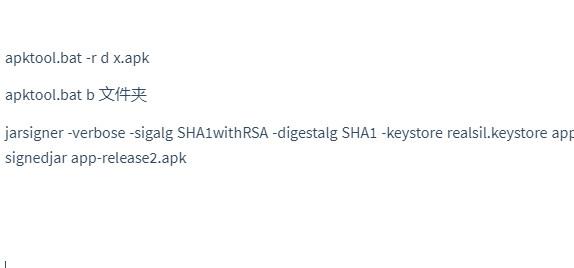 apktool.bat -r d x.apk
apktool.bat b 文件夹
jarsigner -verbose -sigalg SHA1withRSA -digestalg SHA1 -keystore realsil.keystore app
signedjar app-release2.apk